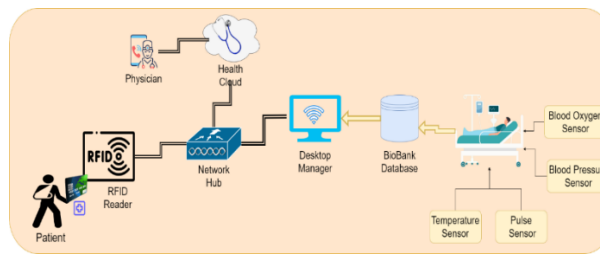 Physician
Health
Cloud
RFID
RFID
Reader
Patient
Network
Hub
Desktop
Manager
BioBank
Database
Blood Oxygen
Sensor
Blood Pressure
Sensor
Temperature
Sensor
Pulse
Sensor